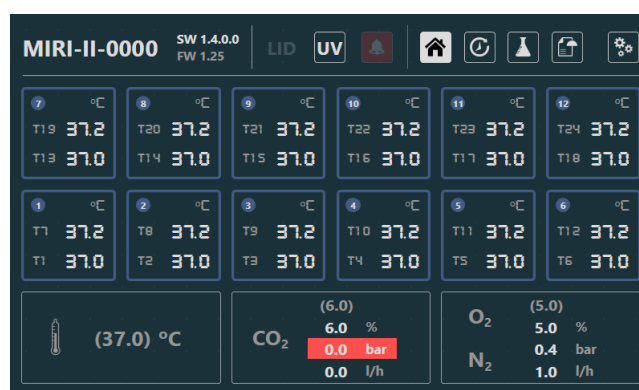 MIRI-II-0000 SW 1.4.0.0 LID UV
FW 1.25
7 °C 8 °C 9 °C 10 °C 11 °C 12 °C
T19 37.2 T20 37.2 T21 37.2 T22 37.2 T23 37.2 T24 37.2
T13 37.0 T14 37.0 T15 37.0 T16 37.0 T17 37.0 T18 37.0
1 °C 2 °C 3 °C 4 °C 5 °C 6 °C
T7 37.2 T8 37.2 T9 37.2 T10 37.2 T11 37.2 T12 37.2
T1 37.0 T2 37.0 T3 37.0 T4 37.0 T5 37.0 T6 37.0
(37.0) °C
CO₂
(6.0)
6.0 %
0.0 bar
0.0 l/h
O₂
N₂
(5.0)
5.0 %
0.4 bar
1.0 l/h